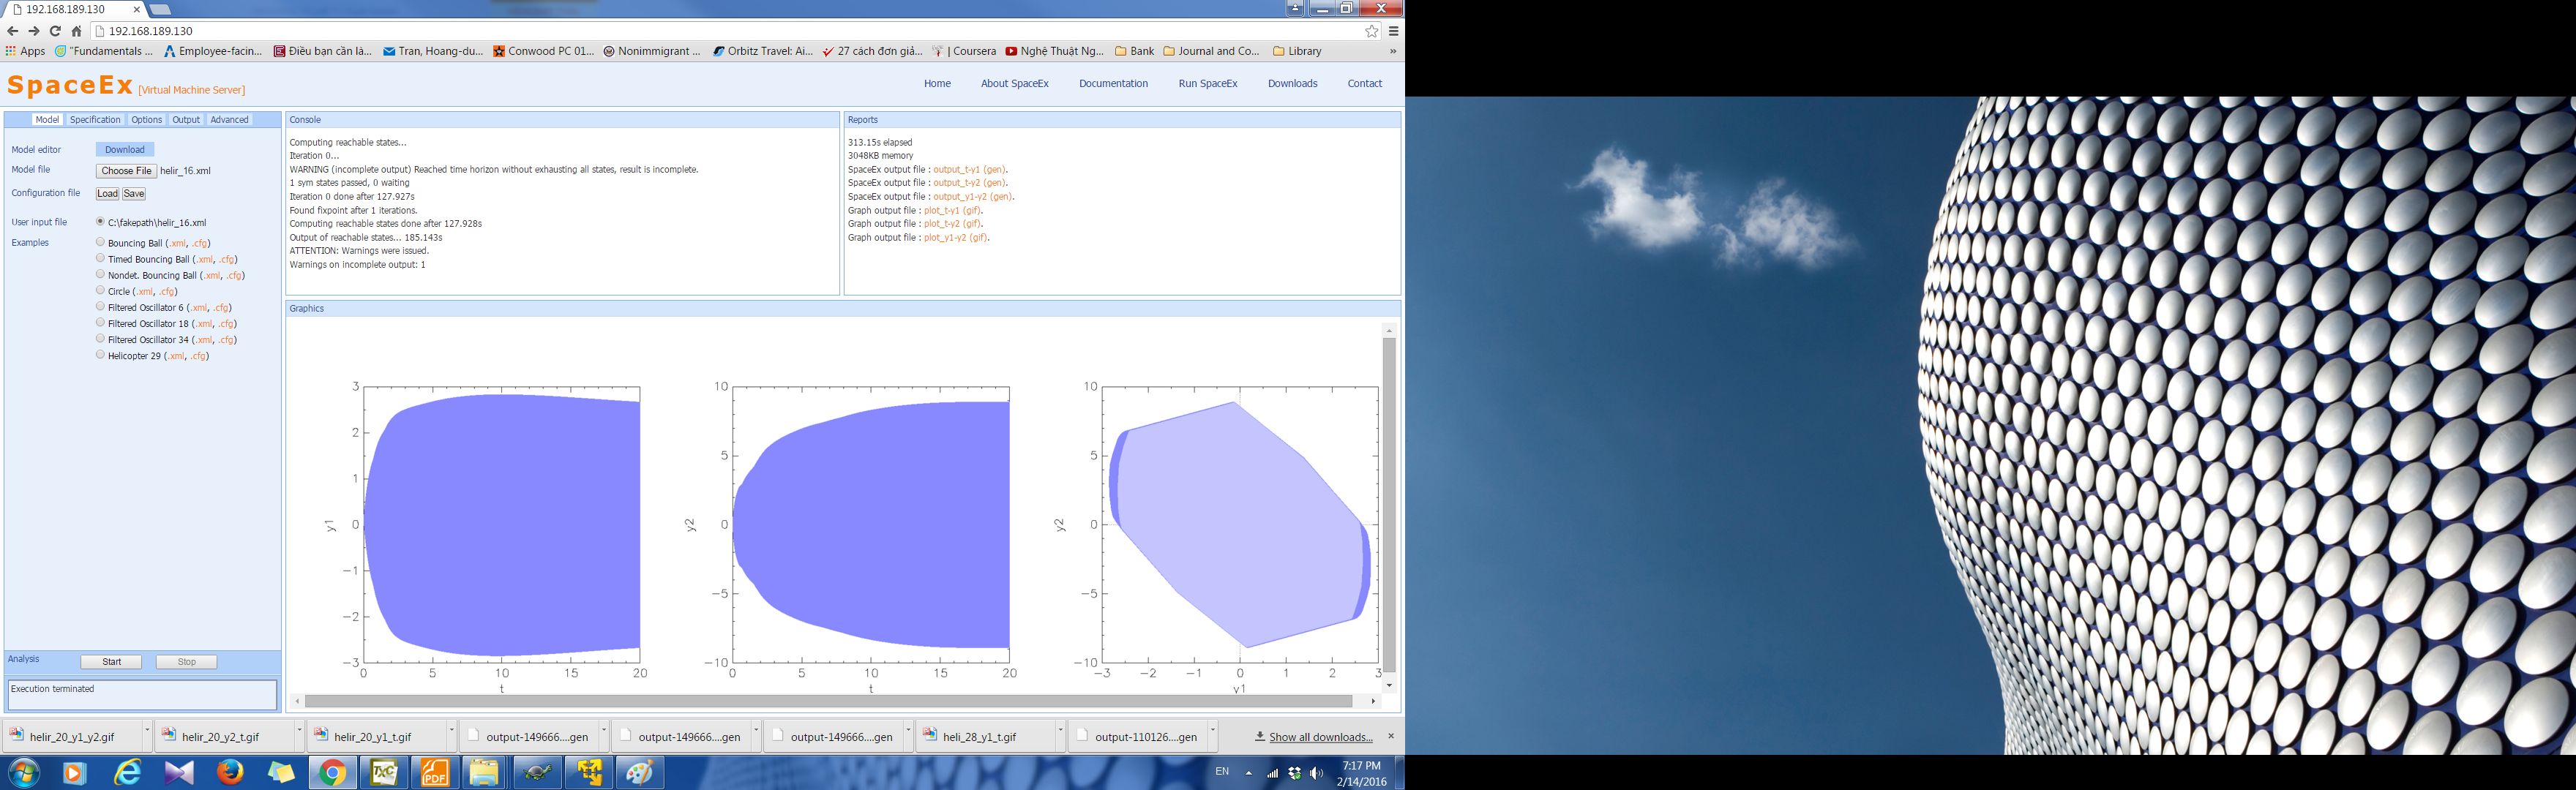 192.168.189.130
192.168.189.130
Apps "Fundamentals ... Employee-facin... Điều bạn cần là... Tran, Hoang-du... Conwood PC 01... Nonimmigrant ... Orbitz Travel: Ai... 27 cách đơn giả... | Coursera Nghệ Thuật Ng... Bank Journal and Co... Library »
SpaceEx [Virtual Machine Server]
Home About SpaceEx Documentation Run SpaceEx Downloads Contact
Model Specification Options Output Advanced
Model editor Download
Model file Choose File helir_16.xml
Configuration file Load Save
User input file C:\fakepath\helir_16.xml
Examples Bouncing Ball (.xml, .cfg)
Timed Bouncing Ball (.xml, .cfg)
Nondet. Bouncing Ball (.xml, .cfg)
Circle (.xml, .cfg)
Filtered Oscillator 6 (.xml, .cfg)
Filtered Oscillator 18 (.xml, .cfg)
Filtered Oscillator 34 (.xml, .cfg)
Helicopter 29 (.xml, .cfg)
Analysis Start Stop
Execution terminated
Console
Computing reachable states...
Iteration 0...
WARNING (incomplete output) Reached time horizon without exhausting all states, result is incomplete.
1 sym states passed, 0 waiting
Iteration 0 done after 127.927s
Found fixpoint after 1 iterations.
Computing reachable states done after 127.928s
Output of reachable states... 185.143s
ATTENTION: Warnings were issued.
Warnings on incomplete output: 1
Reports
313.15s elapsed
3048KB memory
SpaceEx output file : output_t-y1 (gen).
SpaceEx output file : output_t-y2 (gen).
SpaceEx output file : output_y1-y2 (gen).
Graph output file : plot_t-y1 (gif).
Graph output file : plot_t-y2 (gif).
Graph output file : plot_y1-y2 (gif).
Graphics
3
2
1
0
−1
−2
−3
y1
0 5 10 15 20
t
10
5
0
−5
−10
y2
0 5 10 15 20
t
10
5
0
−5
−10
y2
−3 −2 −1 0 1 2 3
y1
helir_20_y1_y2.gif helir_20_y2_t.gif helir_20_y1_t.gif output-149666....gen output-149666....gen output-149666....gen heli_28_y1_t.gif output-110126....gen Show all downloads...
TXC PDF
EN 7:17 PM
2/14/2016